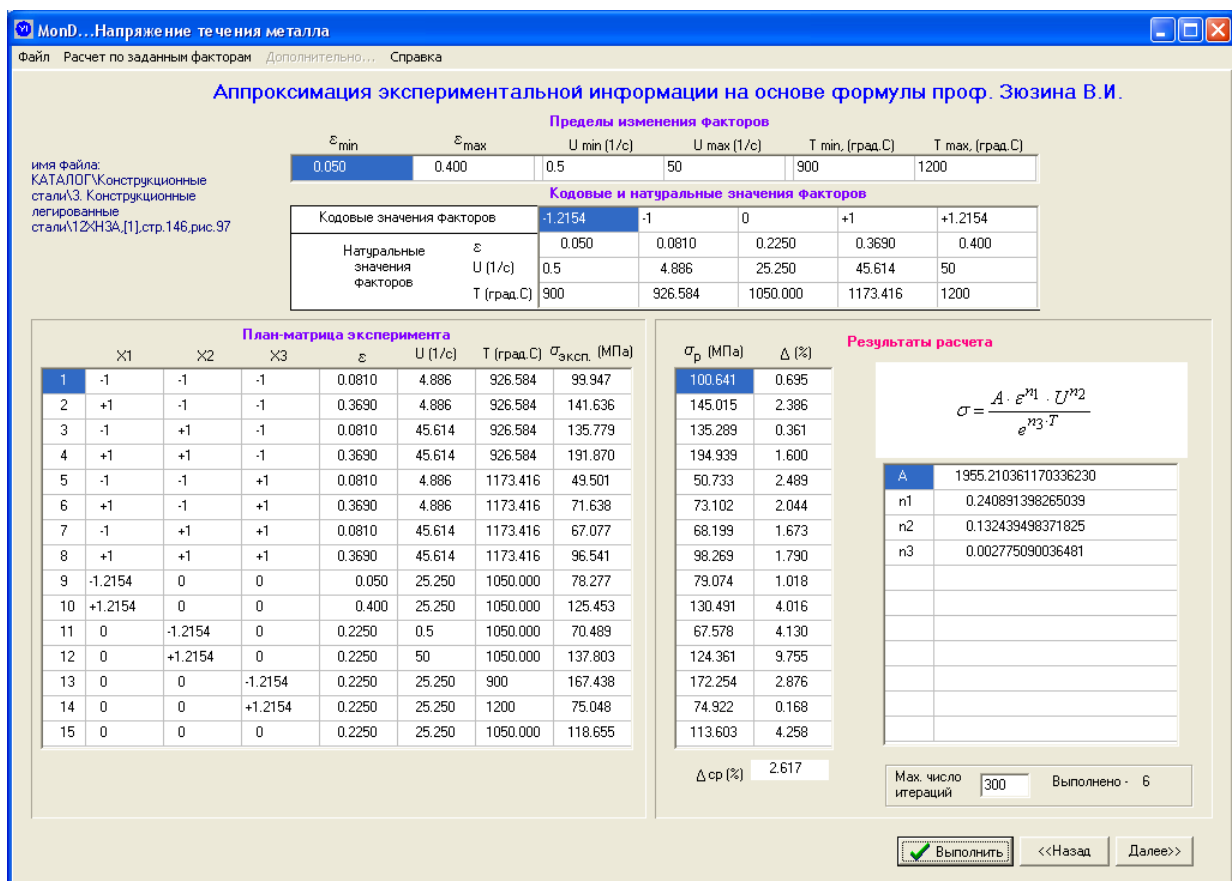 MonD...Напряжение течения металла
Файл Расчет по заданным факторам Дополнительно... Справка
Аппроксимация экспериментальной информации на основе формулы проф. Зюзина В.И.
Пределы изменения факторов
ε min ε max U min (1/c) U max (1/c) T min, (град.С) T max, (град.С)
0.050 0.400 0.5 50 900 1200
имя файла:
КАТАЛОГ\Конструкционные
стали\3. Конструкционные
легированные
стали\12ХН3А,[1],стр.146,рис.97
Кодовые и натуральные значения факторов
Кодовые значения факторов -1.2154 -1 0 +1 +1.2154
Натуральные
значения
факторов
ε 0.050 0.0810 0.2250 0.3690 0.400
U (1/c) 0.5 4.886 25.250 45.614 50
T (град.С) 900 926.584 1050.000 1173.416 1200
План-матрица эксперимента
X1 X2 X3 ε U (1/c) T (град.С) σэксп. (МПа)
1 -1 -1 -1 0.0810 4.886 926.584 99.947
2 +1 -1 -1 0.3690 4.886 926.584 141.636
3 -1 +1 -1 0.0810 45.614 926.584 135.779
4 +1 +1 -1 0.3690 45.614 926.584 191.870
5 -1 -1 +1 0.0810 4.886 1173.416 49.501
6 +1 -1 +1 0.3690 4.886 1173.416 71.638
7 -1 +1 +1 0.0810 45.614 1173.416 67.077
8 +1 +1 +1 0.3690 45.614 1173.416 96.541
9 -1.2154 0 0 0.050 25.250 1050.000 78.277
10 +1.2154 0 0 0.400 25.250 1050.000 125.453
11 0 -1.2154 0 0.2250 0.5 1050.000 70.489
12 0 +1.2154 0 0.2250 50 1050.000 137.803
13 0 0 -1.2154 0.2250 25.250 900 167.438
14 0 0 +1.2154 0.2250 25.250 1200 75.048
15 0 0 0 0.2250 25.250 1050.000 118.655
σр (МПа) Δ (%)
100.641 0.695
145.015 2.386
135.289 0.361
194.939 1.600
50.733 2.489
73.102 2.044
68.199 1.673
98.269 1.790
79.074 1.018
130.491 4.016
67.578 4.130
124.361 9.755
172.254 2.876
74.922 0.168
113.603 4.258
Δ ср (%) 2.617
Результаты расчета
σ = A · ε^n1 · U^n2 / e^n3·T
A 1955.210361170336230
n1 0.240891398265039
n2 0.132439498371825
n3 0.002775090036481
Мах. число
итераций
300 Выполнено - 6
Выполнить <<Назад Далее>>